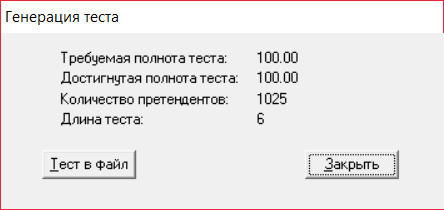 Генерация теста
Требуемая полнота теста: 100.00
Достигнутая полнота теста: 100.00
Количество претендентов: 1025
Длина теста: 6
Тест в файл Закрыть